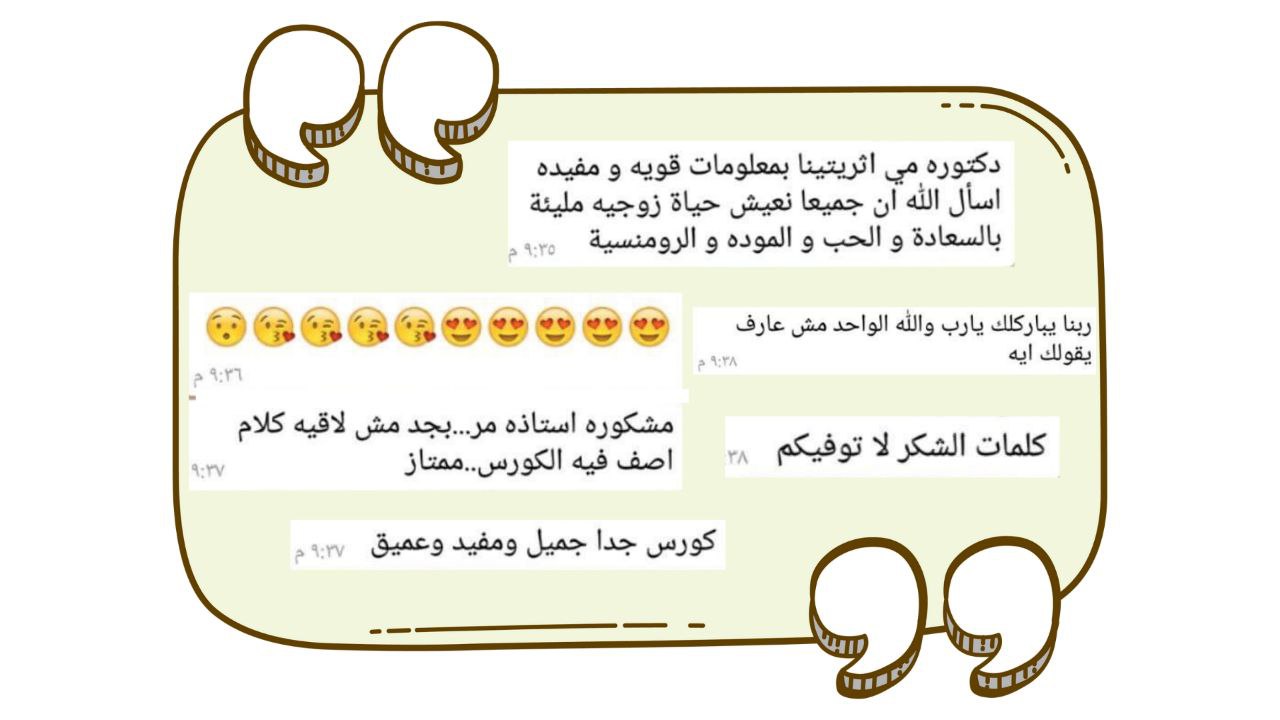 دكتوره مي اثريتينا بمعلومات قويه و مفيده
اسأل الله ان جميعا نعيش حياة زوجيه مليئة
بالسعادة و الحب و الموده و الرومنسية
٩:٣٥ م
ربنا يباركلك يارب والله الواحد مش عارف
يقولك ايه
٩:٣٨ م
😍😍😍😍😍😘😘😘😘😯
٩:٣٦ م
مشكوره استاذه مر...بجد مش لاقيه كلام
اصف فيه الكورس..ممتاز
٩:٣٧
كلمات الشكر لا توفيكم
٣٨
كورس جدا جميل ومفيد وعميق
٩:٣٧ م